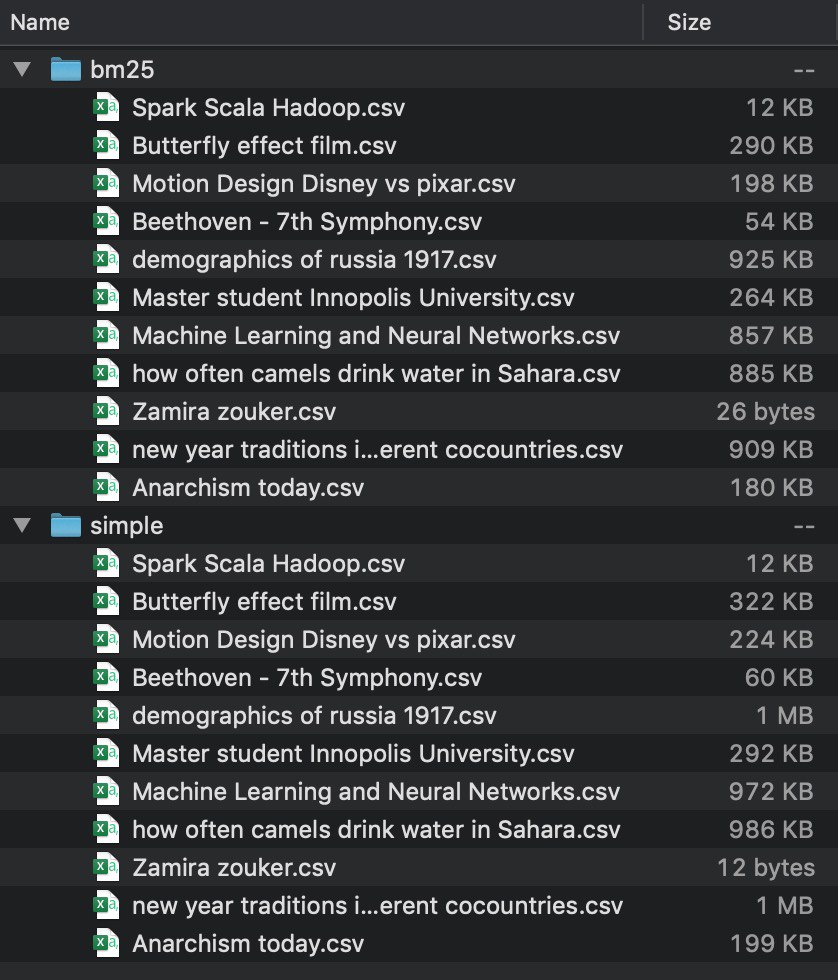 Name Size
bm25 --
Spark Scala Hadoop.csv 12 KB
Butterfly effect film.csv 290 KB
Motion Design Disney vs pixar.csv 198 KB
Beethoven - 7th Symphony.csv 54 KB
demographics of russia 1917.csv 925 KB
Master student Innopolis University.csv 264 KB
Machine Learning and Neural Networks.csv 857 KB
how often camels drink water in Sahara.csv 885 KB
Zamira zouker.csv 26 bytes
new year traditions i...erent cocountries.csv 909 KB
Anarchism today.csv 180 KB
simple --
Spark Scala Hadoop.csv 12 KB
Butterfly effect film.csv 322 KB
Motion Design Disney vs pixar.csv 224 KB
Beethoven - 7th Symphony.csv 60 KB
demographics of russia 1917.csv 1 MB
Master student Innopolis University.csv 292 KB
Machine Learning and Neural Networks.csv 972 KB
how often camels drink water in Sahara.csv 986 KB
Zamira zouker.csv 12 bytes
new year traditions i...erent cocountries.csv 1 MB
Anarchism today.csv 199 KB